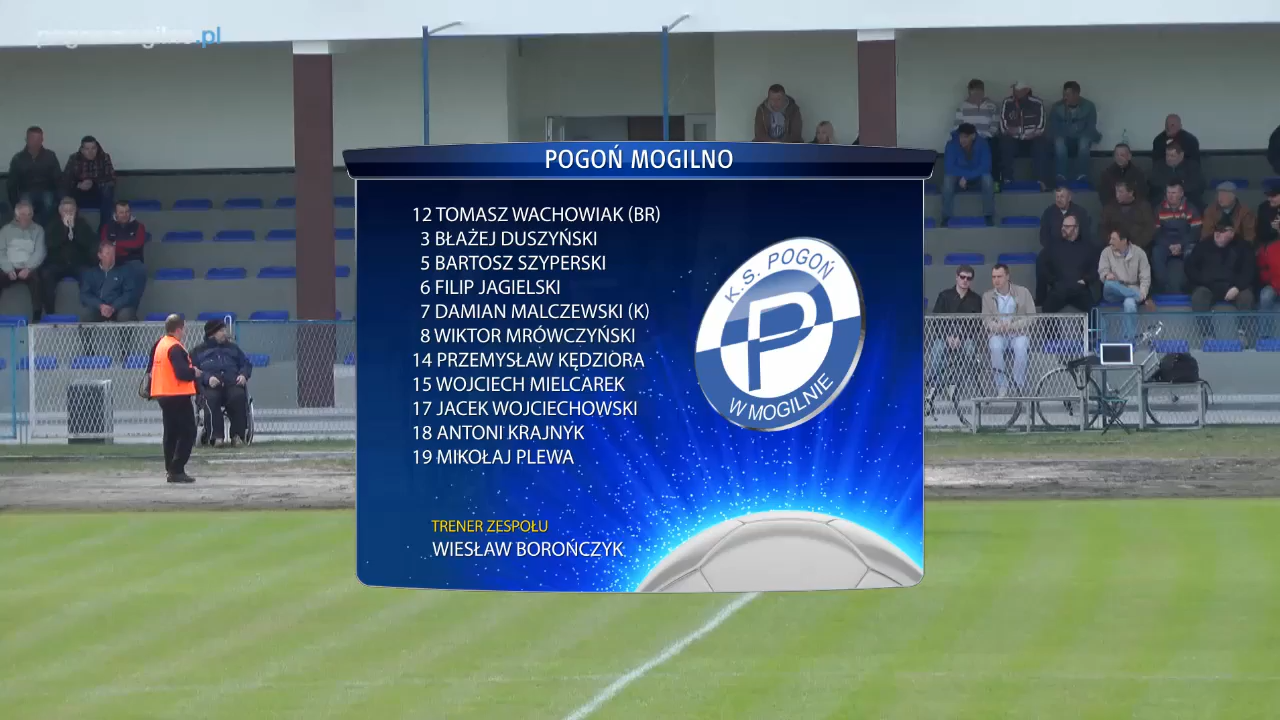 pogonmogilno.pl
POGOŃ MOGILNO
12 TOMASZ WACHOWIAK (BR)
3 BŁAŻEJ DUSZYŃSKI
5 BARTOSZ SZYPERSKI
6 FILIP JAGIELSKI
7 DAMIAN MALCZEWSKI (K)
8 WIKTOR MRÓWCZYŃSKI
14 PRZEMYSŁAW KĘDZIORA
15 WOJCIECH MIELCAREK
17 JACEK WOJCIECHOWSKI
18 ANTONI KRAJNYK
19 MIKOŁAJ PLEWA
K.S. POGOŃ
P
W MOGILNIE
TRENER ZESPOŁU
WIESŁAW BOROŃCZYK